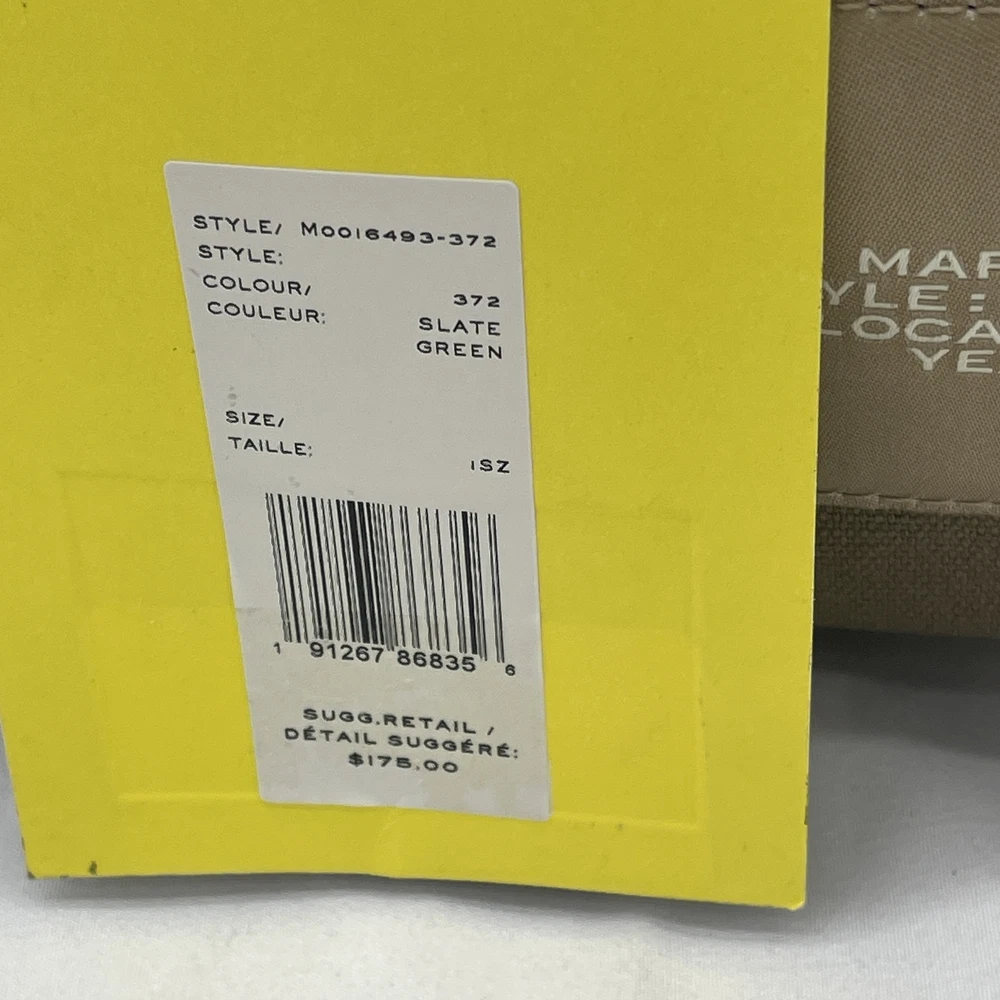 STYLE/ M0016493-372
STYLE:
COLOUR/ 372
COULEUR: SLATE
GREEN
SIZE/
TAILLE: 1SZ
1 91267 86835 6
SUGG.RETAIL /
DÉTAIL SUGGÉRÉ:
$175.00